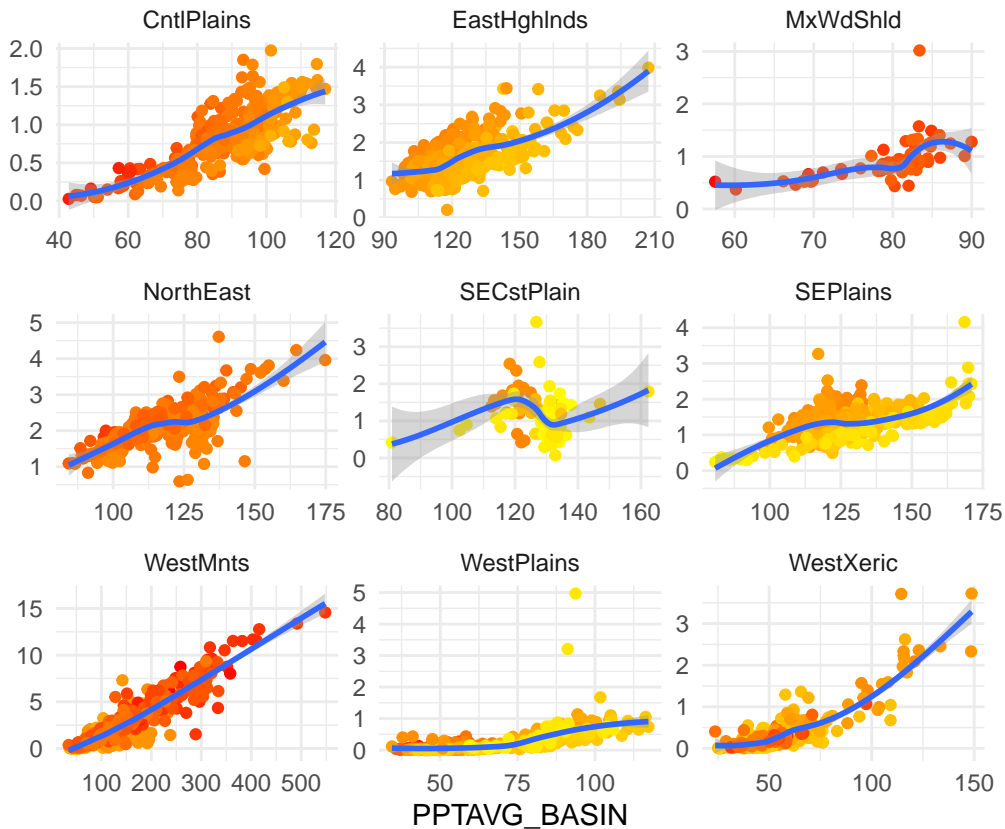 CntlPlains EastHghlnds MxWdShld
2.0 1.5 1.0 0.5 0.0
4 3 2 1 0
3 2 1 0
40 60 80 100 120
90 120 150 180 210
60 70 80 90
NorthEast SECstPlain SEPlains
5 4 3 2 1
3 2 1 0
4 3 2 1 0
100 125 150 175
80 100 120 140 160
100 125 150 175
WestMnts WestPlains WestXeric
15 10 5 0
5 4 3 2 1 0
3 2 1 0
100 200 300 400 500
50 75 100
50 100 150
PPTAVG_BASIN